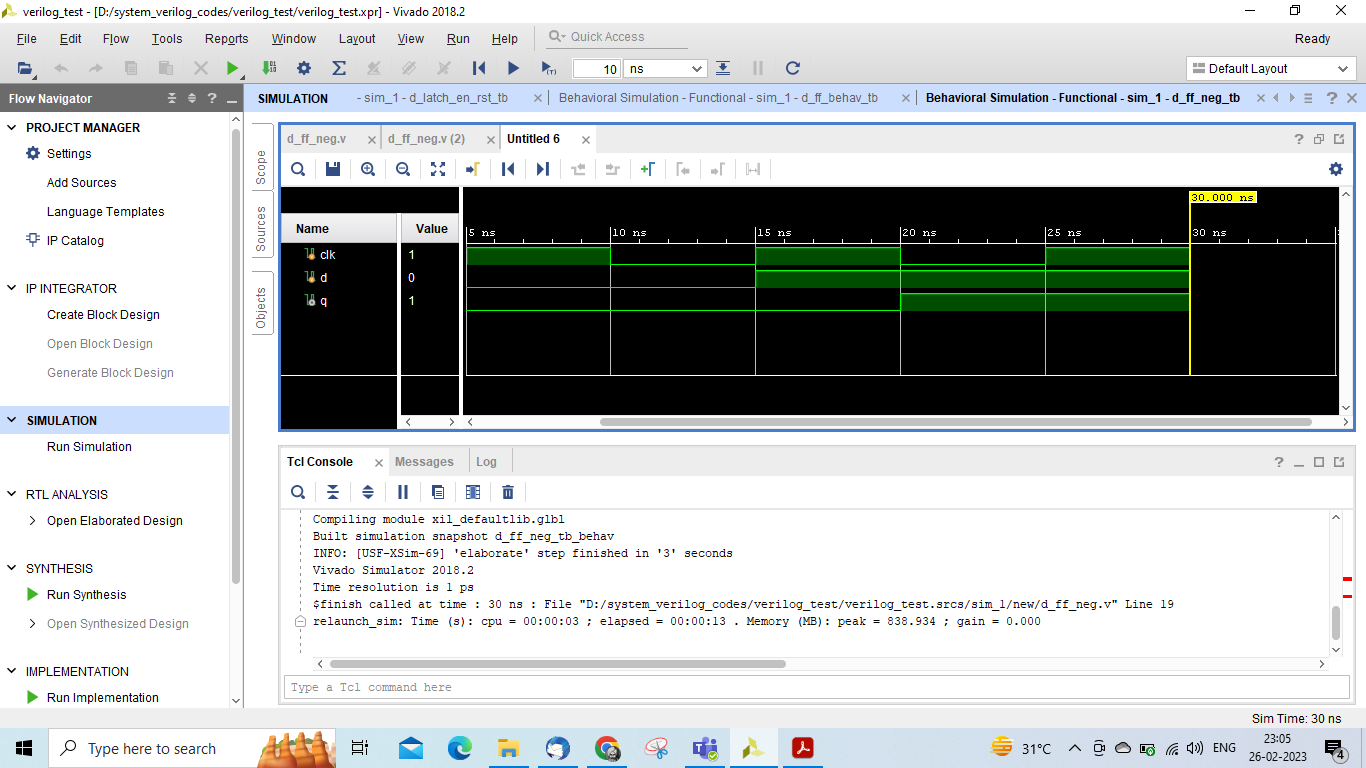 verilog_test - [D:/system_verilog_codes/verilog_test/verilog_test.xpr] - Vivado 2018.2
File Edit Flow Tools Reports Window Layout View Run Help Quick Access Ready
10 ns Default Layout
Flow Navigator
SIMULATION - sim_1 - d_latch_en_rst_tb Behavioral Simulation - Functional - sim_1 - d_ff_behav_tb Behavioral Simulation - Functional - sim_1 - d_ff_neg_tb
PROJECT MANAGER
Settings
Add Sources
Language Templates
IP Catalog
IP INTEGRATOR
Create Block Design
Open Block Design
Generate Block Design
SIMULATION
Run Simulation
RTL ANALYSIS
Open Elaborated Design
SYNTHESIS
Run Synthesis
Open Synthesized Design
IMPLEMENTATION
Run Implementation
Scope
Sources
Objects
d_ff_neg.v d_ff_neg.v (2) Untitled 6
30.000 ns
Name Value 5 ns 10 ns 15 ns 20 ns 25 ns 30 ns
clk 1
d 0
q 1
Tcl Console Messages Log
Compiling module xil_defaultlib.glbl
Built simulation snapshot d_ff_neg_tb_behav
INFO: [USF-XSim-69] 'elaborate' step finished in '3' seconds
Vivado Simulator 2018.2
Time resolution is 1 ps
$finish called at time : 30 ns : File "D:/system_verilog_codes/verilog_test/verilog_test.srcs/sim_1/new/d_ff_neg.v" Line 19
relaunch_sim: Time (s): cpu = 00:00:03 ; elapsed = 00:00:13 . Memory (MB): peak = 838.934 ; gain = 0.000
Type a Tcl command here
Sim Time: 30 ns
Type here to search
31°C ENG 23:05
26-02-2023 4